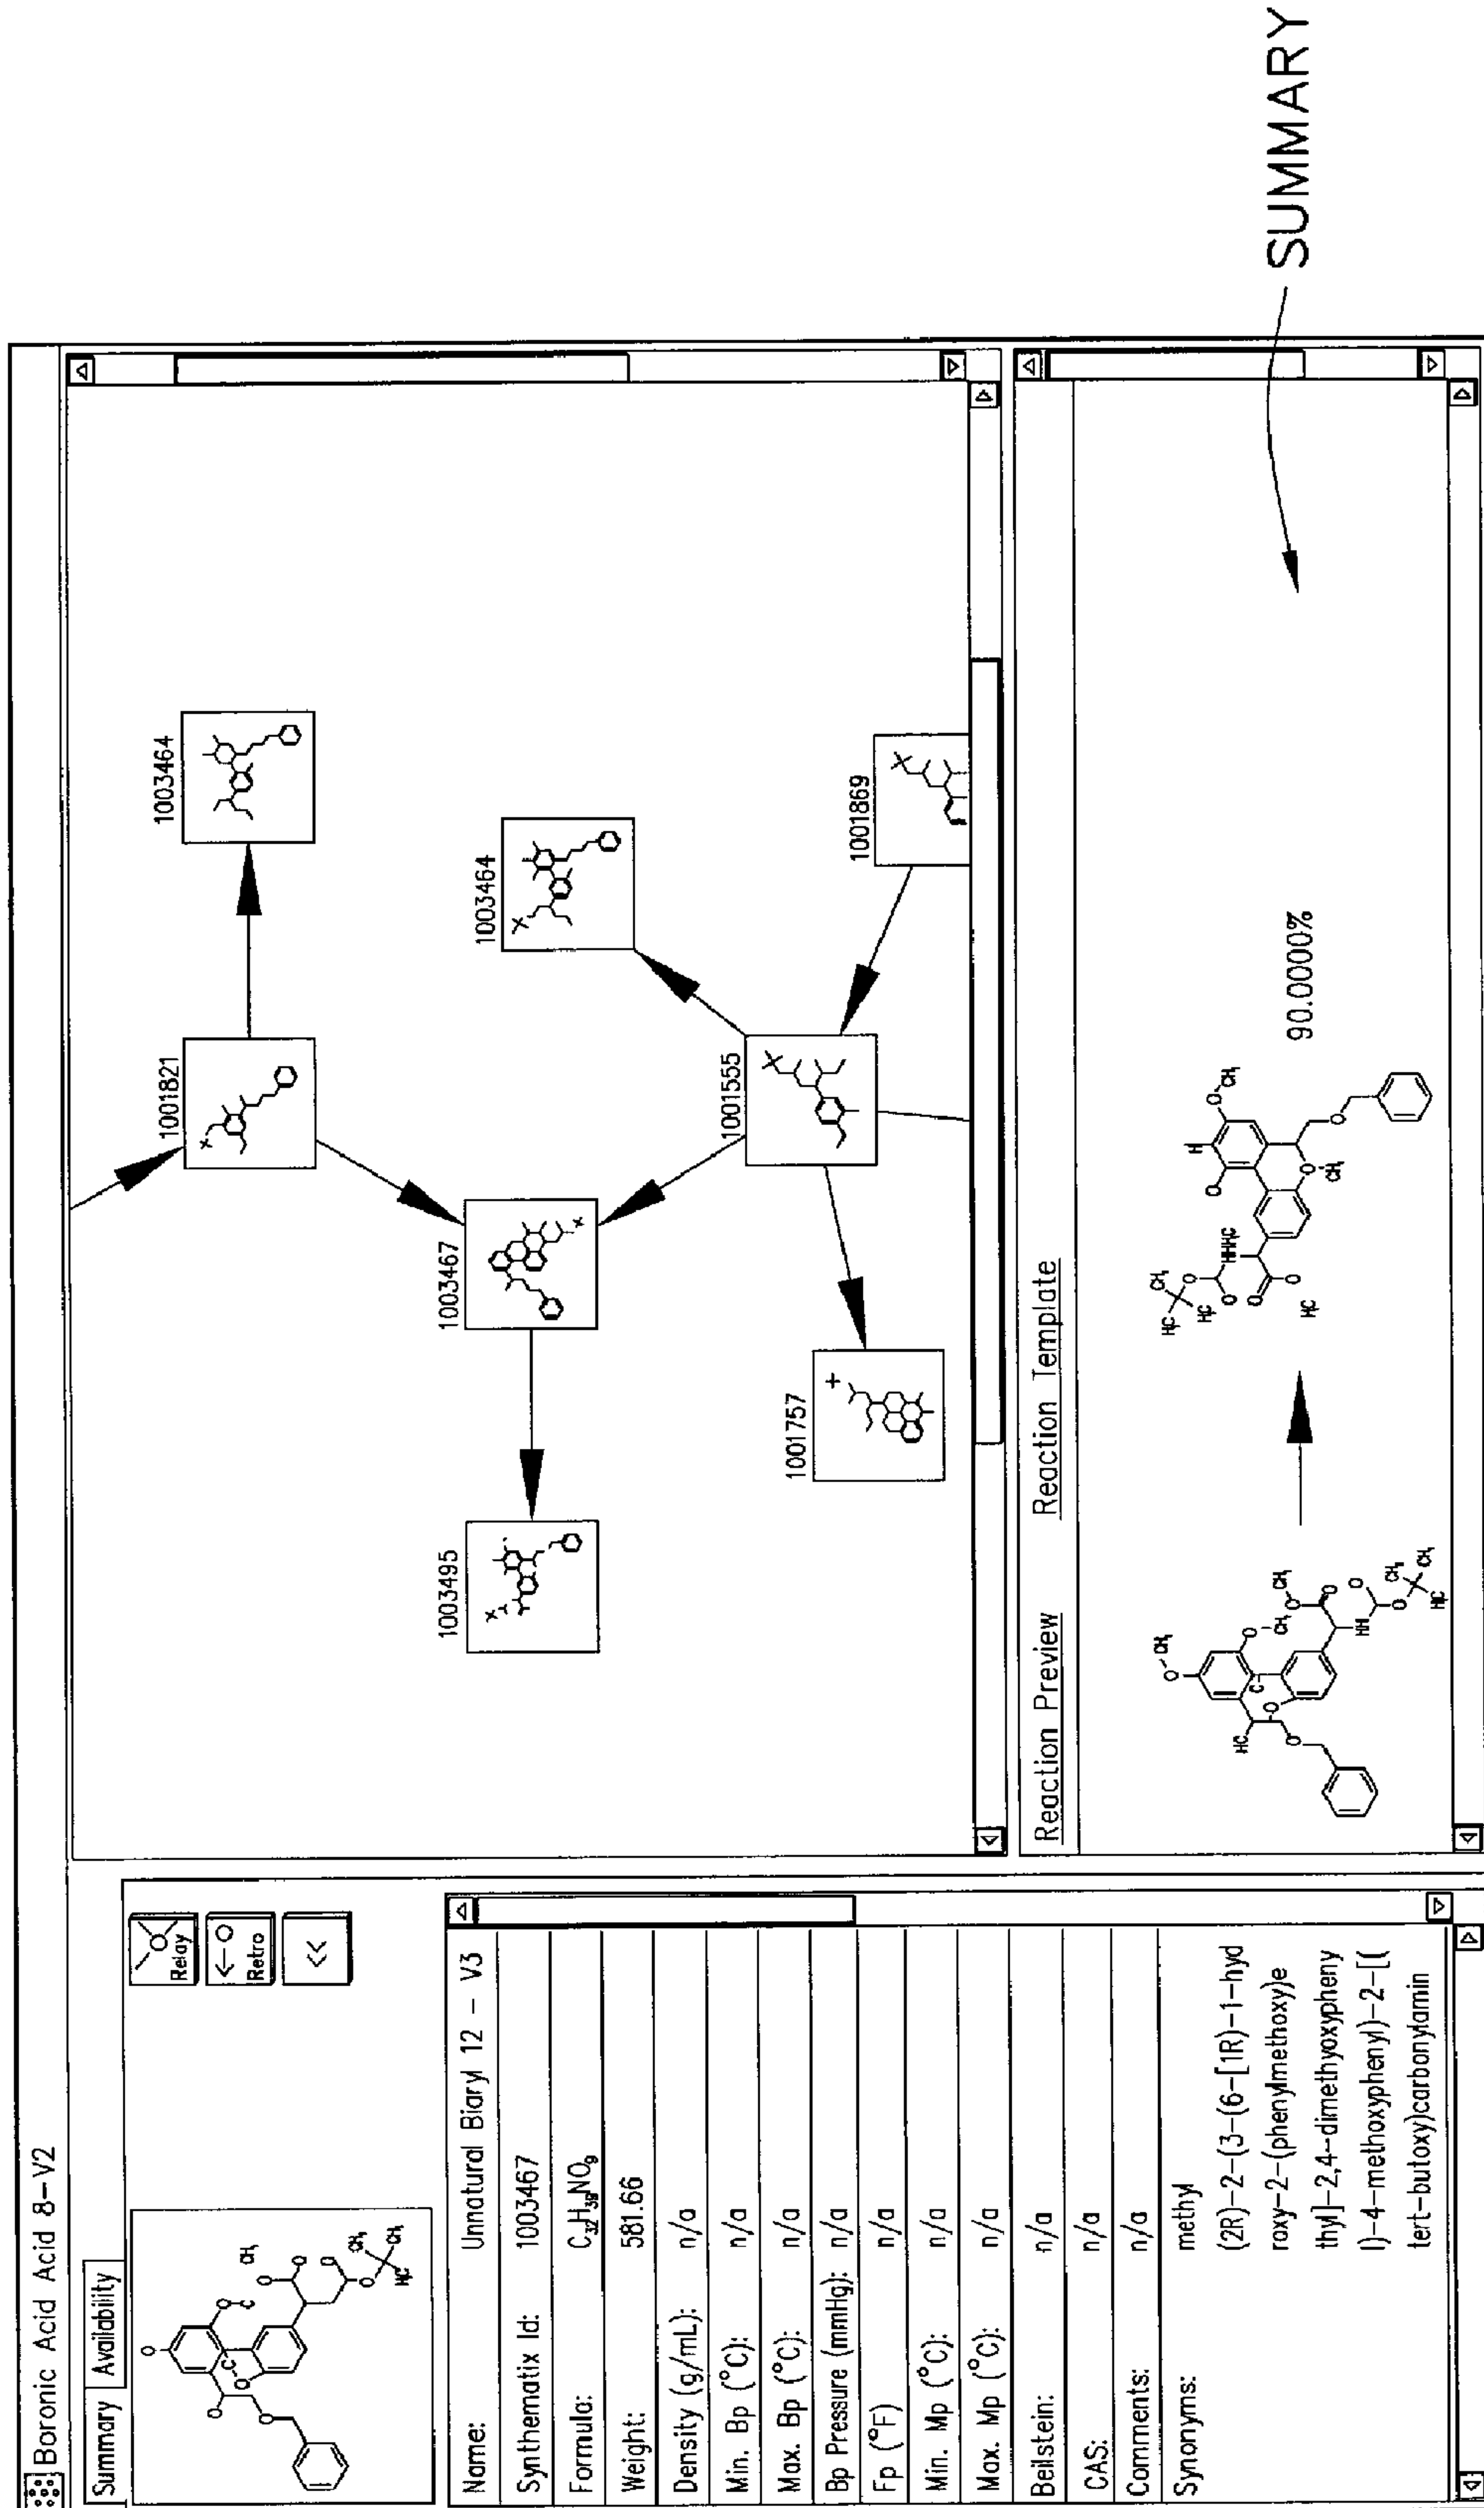 Boronic Acid Acid 8-V2
Summary Availability
Relay
Retro
<<
Name: Unnatural Biaryl 12 - V3
Synthematix Id: 1003467
Formula: C32H39NO9
Weight: 581.66
Density (g/mL): n/a
Min. Bp (°C): n/a
Max. Bp (°C): n/a
Bp Pressure (mmHg): n/a
Fp (°F) n/a
Min. Mp (°C): n/a
Max. Mp (°C): n/a
Beilstein: n/a
CAS: n/a
Comments: n/a
Synonyms: methyl
(2R)-2-(3-(6-[1R)-1-hyd
roxy-2-(phenylmethoxy)e
thyl]-2,4-dimethyoxypheny
l)-4-methoxyphenyl)-2-[(
tert-butoxy)carbonylamin
1001821
1003464
1003467
1003495
1003464
1001555
1001869
1001757
Reaction Preview Reaction Template
90.0000%
SUMMARY